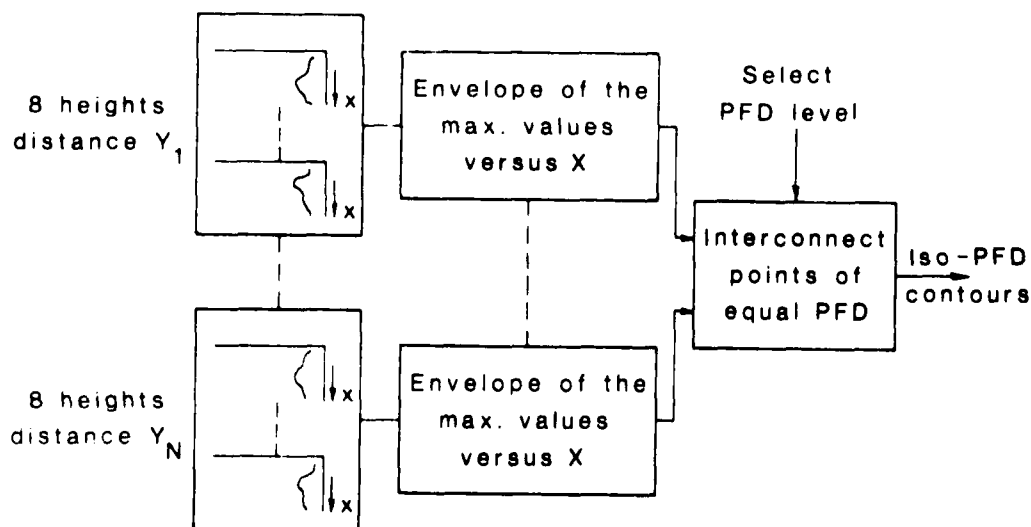 8 heights
distance Y1
x
x
Envelope of the
max. values
versus X
Select
PFD level
Interconnect
points of
equal PFD
Iso-PFD
contours
8 heights
distance YN
x
x
Envelope of the
max. values
versus X